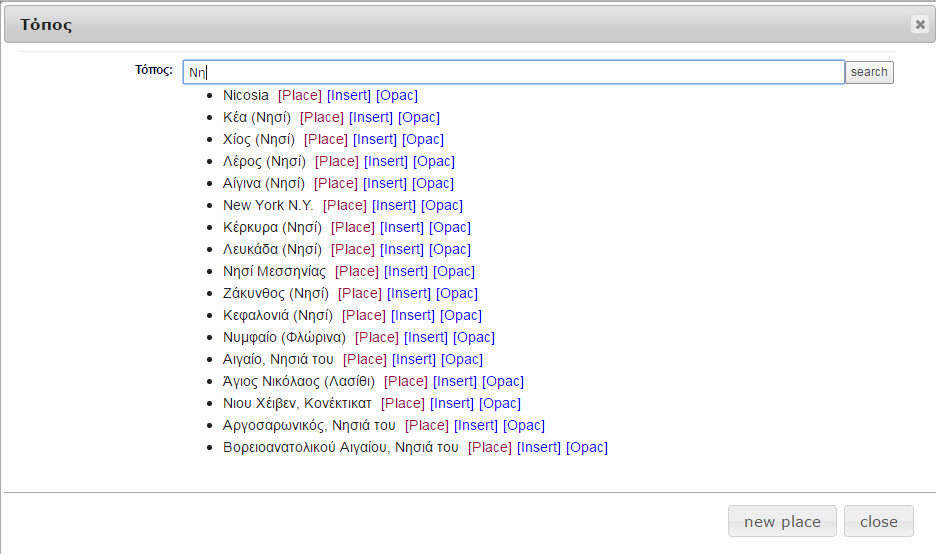 Τόπος
Τόπος: Νη search
Nicosia [Place] [Insert] [Opac]
Κέα (Νησί) [Place] [Insert] [Opac]
Χίος (Νησί) [Place] [Insert] [Opac]
Λέρος (Νησί) [Place] [Insert] [Opac]
Αίγινα (Νησί) [Place] [Insert] [Opac]
New York N.Y. [Place] [Insert] [Opac]
Κέρκυρα (Νησί) [Place] [Insert] [Opac]
Λευκάδα (Νησί) [Place] [Insert] [Opac]
Νησί Μεσσηνίας [Place] [Insert] [Opac]
Ζάκυνθος (Νησί) [Place] [Insert] [Opac]
Κεφαλονιά (Νησί) [Place] [Insert] [Opac]
Νυμφαίο (Φλώρινα) [Place] [Insert] [Opac]
Αιγαίο, Νησιά του [Place] [Insert] [Opac]
Άγιος Νικόλαος (Λασίθι) [Place] [Insert] [Opac]
Νιου Χέιβεν, Κονέκτικατ [Place] [Insert] [Opac]
Αργοσαρωνικός, Νησιά του [Place] [Insert] [Opac]
Βορειοανατολικού Αιγαίου, Νησιά του [Place] [Insert] [Opac]
new place close